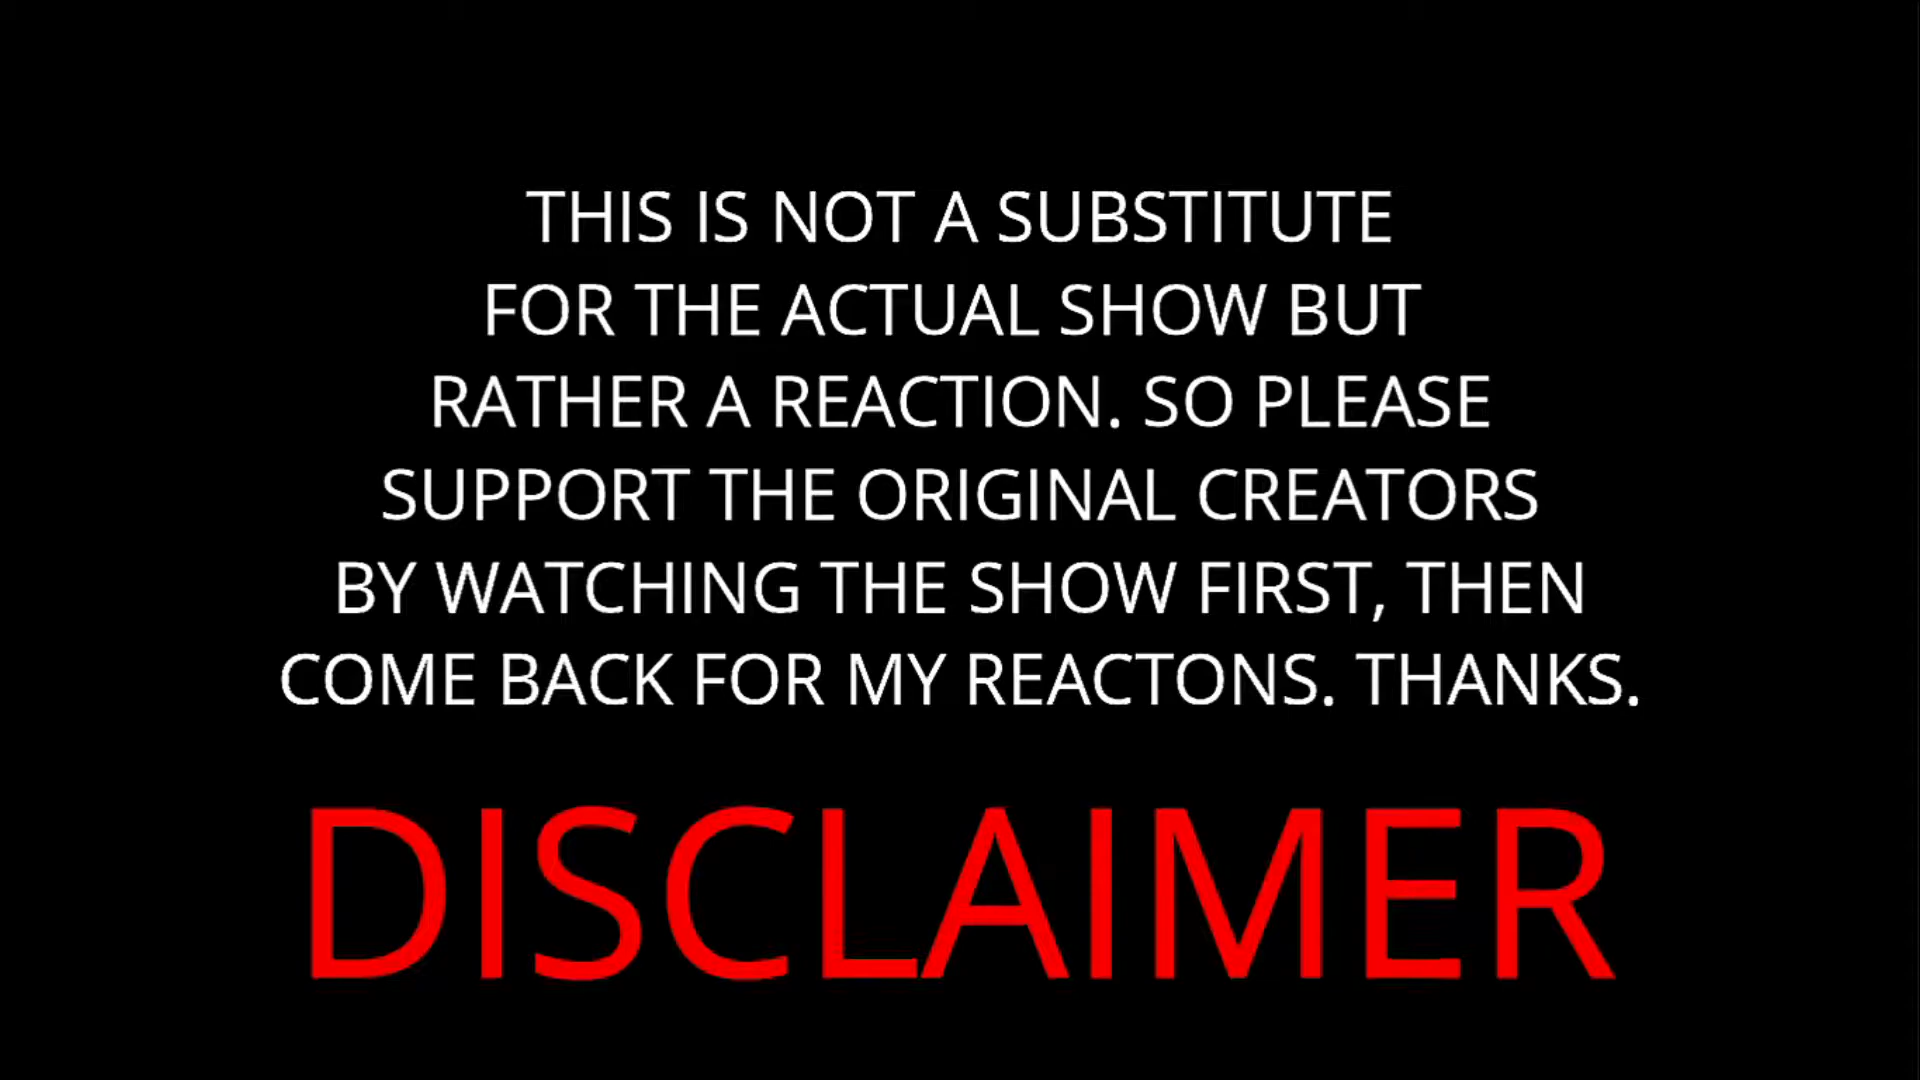 THIS IS NOT A SUBSTITUTE
FOR THE ACTUAL SHOW BUT
RATHER A REACTION. SO PLEASE
SUPPORT THE ORIGINAL CREATORS
BY WATCHING THE SHOW FIRST, THEN
COME BACK FOR MY REACTONS. THANKS.
DISCLAIMER